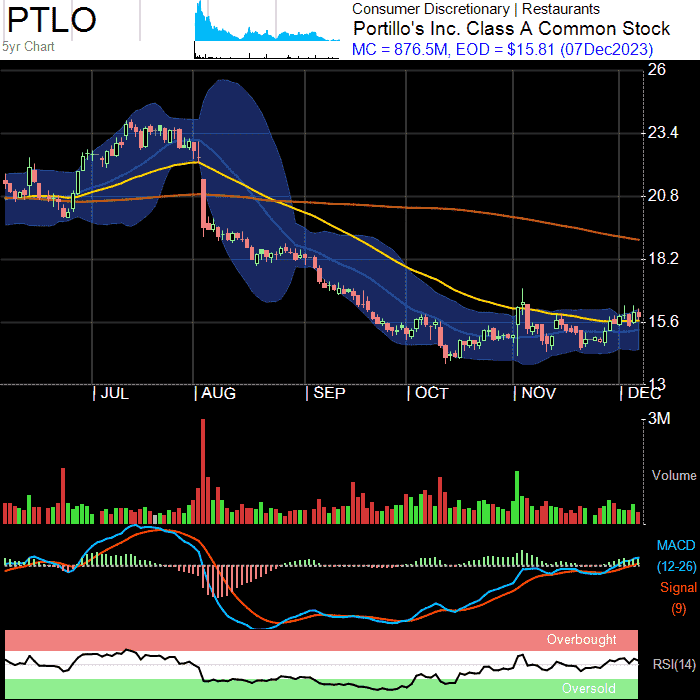 PTLO
5yr Chart
Consumer Discretionary | Restaurants
Portillo's Inc. Class A Common Stock
MC = 876.5M, EOD = $15.81 (07Dec2023)
26
23.4
20.8
18.2
15.6
13
| JUL | AUG | SEP | OCT | NOV | DEC
3M
Volume
MACD
(12-26)
Signal
(9)
Overbought
RSI(14)
Oversold